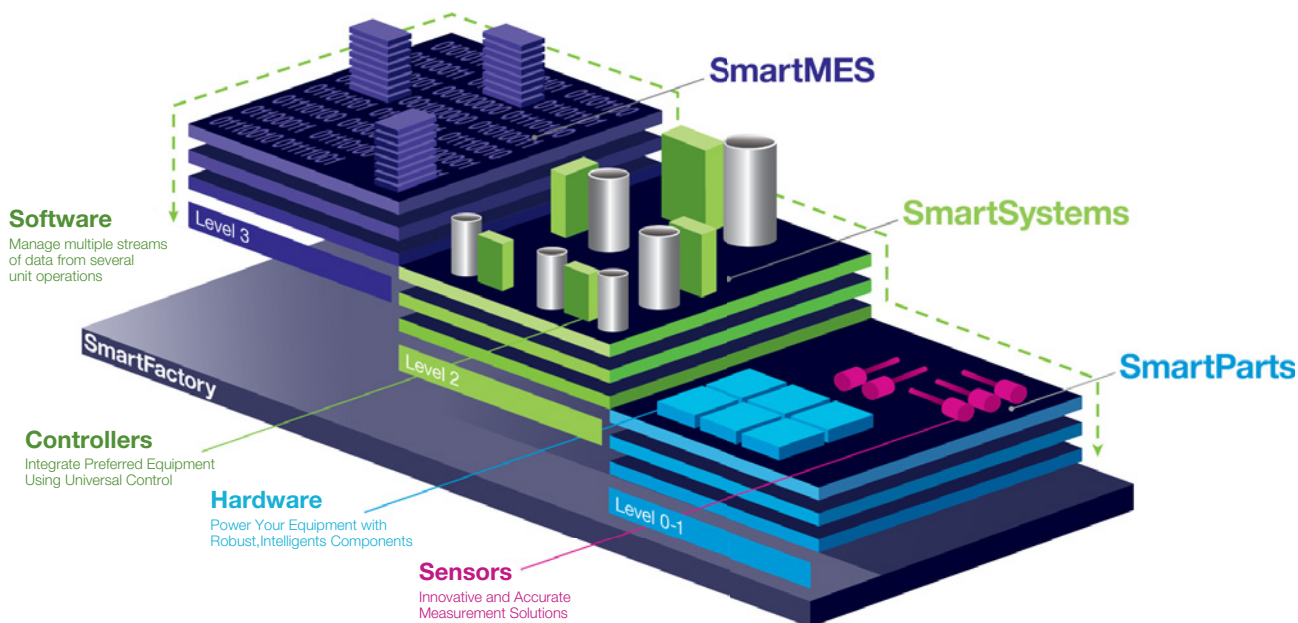 SmartMES
Software
Manage multiple streams
of data from several
unit operations
Level 3
SmartSystems
SmartFactory
Level 2
SmartParts
Controllers
Integrate Preferred Equipment
Using Universal Control
Hardware
Power Your Equipment with
Robust,Intelligents Components
Level 0-1
Sensors
Innovative and Accurate
Measurement Solutions